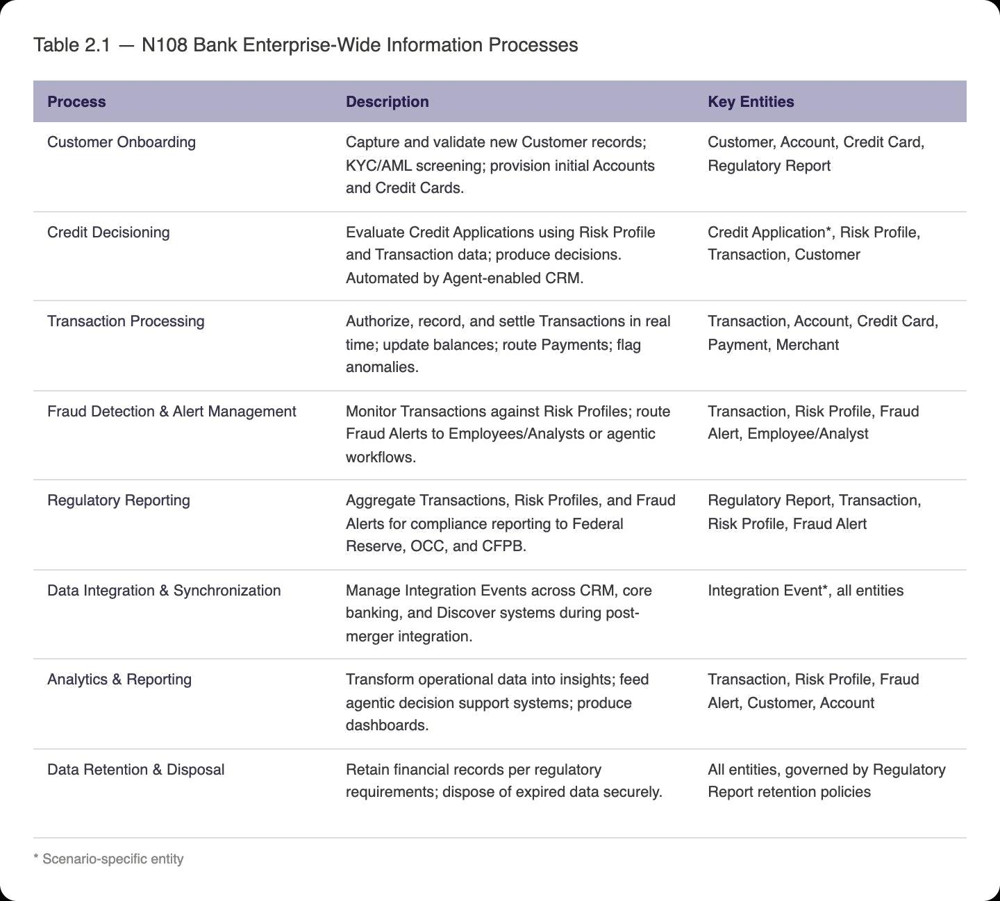 Table 2.1 — N108 Bank Enterprise-Wide Information Processes
Process
Description
Key Entities
Customer Onboarding
Capture and validate new Customer records;
KYC/AML screening; provision initial Accounts
and Credit Cards.
Customer, Account, Credit Card,
Regulatory Report
Credit Decisioning
Evaluate Credit Applications using Risk Profile
and Transaction data; produce decisions.
Automated by Agent-enabled CRM.
Credit Application*, Risk Profile,
Transaction, Customer
Transaction Processing
Authorize, record, and settle Transactions in real
time; update balances; route Payments; flag
anomalies.
Transaction, Account, Credit Card,
Payment, Merchant
Fraud Detection & Alert Management
Monitor Transactions against Risk Profiles; route
Fraud Alerts to Employees/Analysts or agentic
workflows.
Transaction, Risk Profile, Fraud
Alert, Employee/Analyst
Regulatory Reporting
Aggregate Transactions, Risk Profiles, and Fraud
Alerts for compliance reporting to Federal
Reserve, OCC, and CFPB.
Regulatory Report, Transaction,
Risk Profile, Fraud Alert
Data Integration & Synchronization
Manage Integration Events across CRM, core
banking, and Discover systems during post-
merger integration.
Integration Event*, all entities
Analytics & Reporting
Transform operational data into insights; feed
agentic decision support systems; produce
dashboards.
Transaction, Risk Profile, Fraud
Alert, Customer, Account
Data Retention & Disposal
Retain financial records per regulatory
requirements; dispose of expired data securely.
All entities, governed by Regulatory
Report retention policies
* Scenario-specific entity